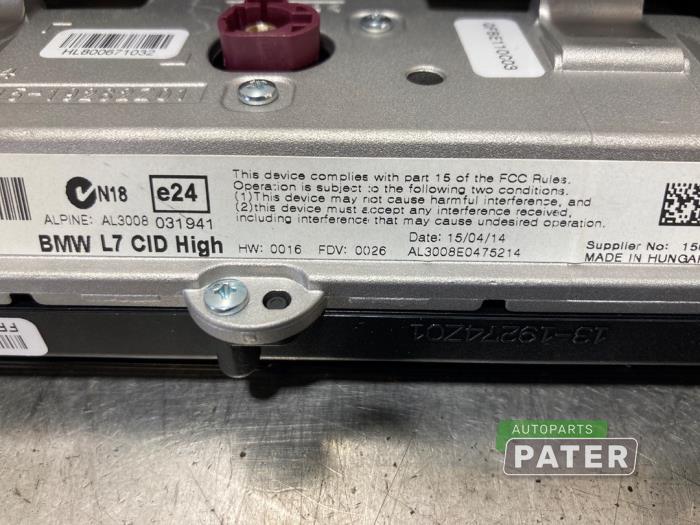 HL800671032
QFBE110003
N18
e24
ALPINE: AL3008 031941
BMW L7 CID High
This device complies with part 15 of the FCC Rules.
Operation is subject to the following two conditions.
(1)This device may not cause harmful interference, and
(2)this device must accept any interference received,
including interference that may cause undesired operation.
Date: 15/04/14
HW: 0016 FDV: 0026 AL3008E0475214
Supplier No:
MADE IN
13-19274Z01
AUTOPARTS
PATER